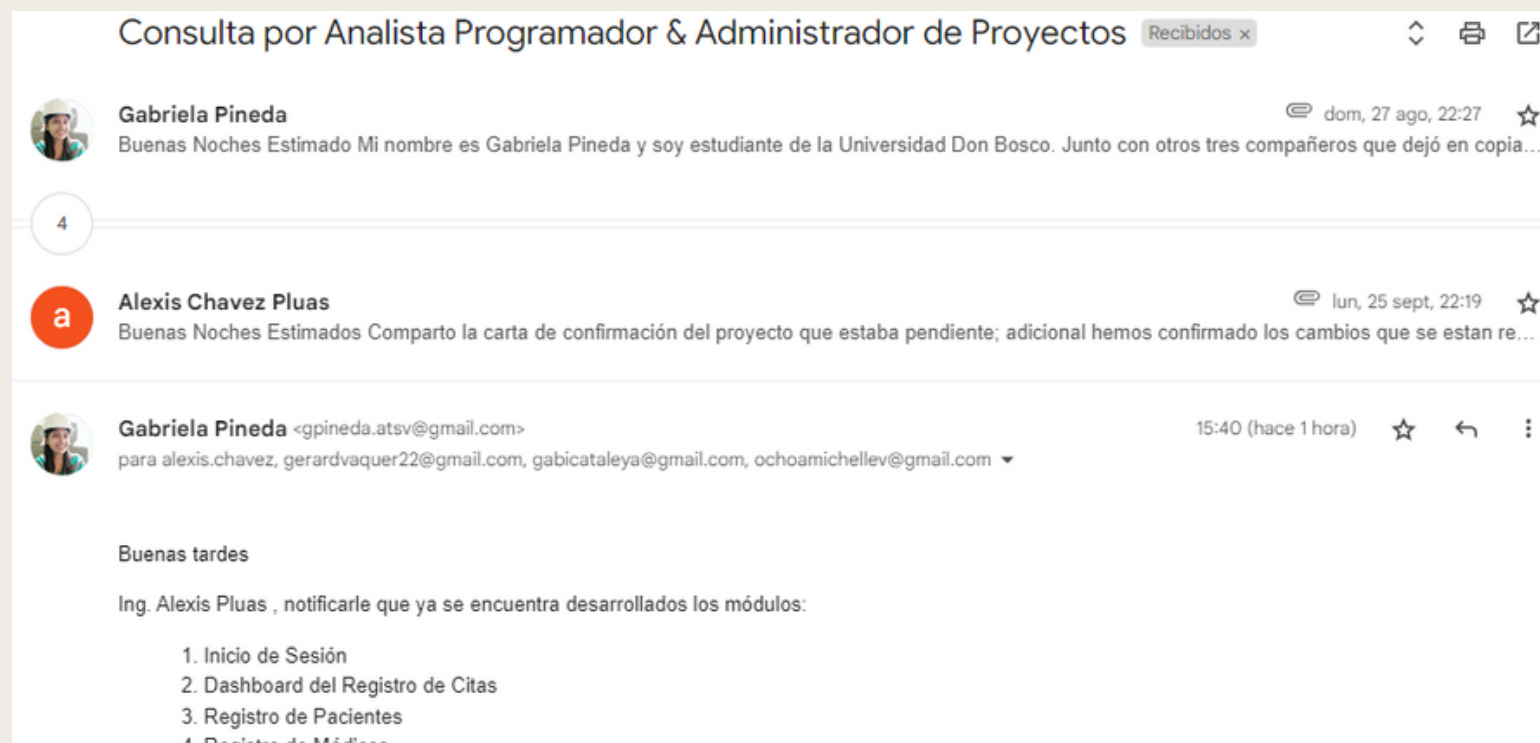 Consulta por Analista Programador & Administrador de Proyectos Recibidos x
Gabriela Pineda dom, 27 ago, 22:27
Buenas Noches Estimado Mi nombre es Gabriela Pineda y soy estudiante de la Universidad Don Bosco. Junto con otros tres compañeros que dejó en copia...
4
a
Alexis Chavez Pluas lun, 25 sept, 22:19
Buenas Noches Estimados Comparto la carta de confirmación del proyecto que estaba pendiente; adicional hemos confirmado los cambios que se estan re...
Gabriela Pineda <gpineda.atsv@gmail.com> 15:40 (hace 1 hora)
para alexis.chavez, gerardvaquer22@gmail.com, gabicataleya@gmail.com, ochoamichellev@gmail.com
Buenas tardes
Ing. Alexis Pluas , notificarle que ya se encuentra desarrollados los módulos:
1. Inicio de Sesión
2. Dashboard del Registro de Citas
3. Registro de Pacientes
4. Registro de Médicos